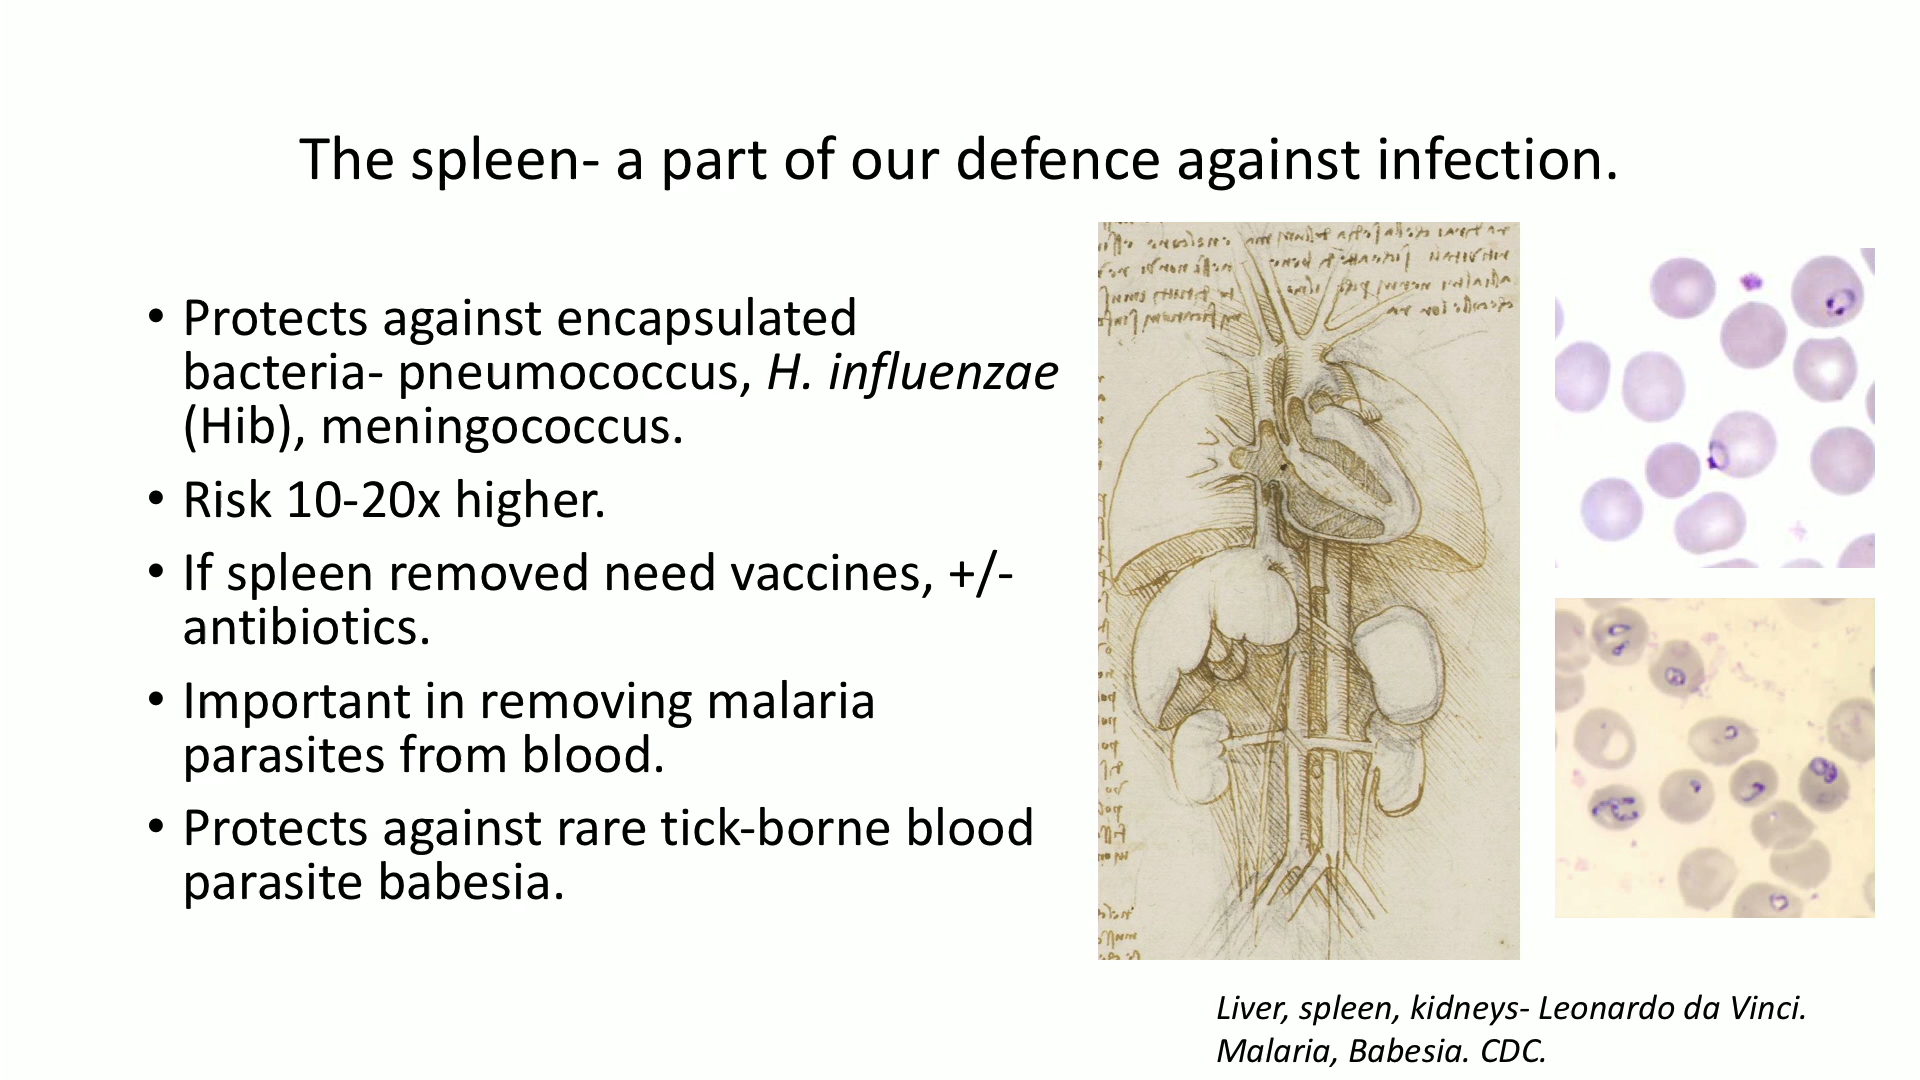 The spleen- a part of our defence against infection.
• Protects against encapsulated
bacteria- pneumococcus, H. influenzae
(Hib), meningococcus.
• Risk 10-20x higher.
• If spleen removed need vaccines, +/-
antibiotics.
• Important in removing malaria
parasites from blood.
• Protects against rare tick-borne blood
parasite babesia.
Liver, spleen, kidneys- Leonardo da Vinci.
Malaria, Babesia. CDC.